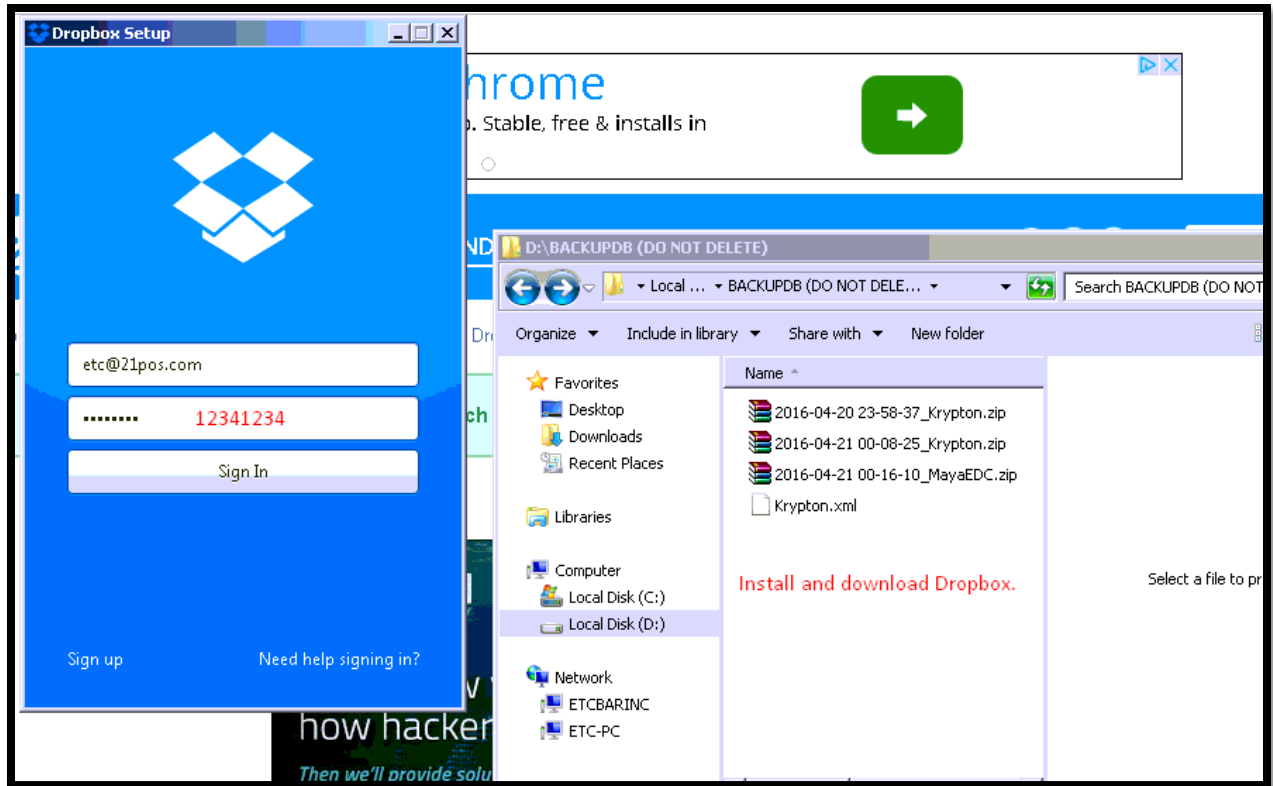 Dropbox Setup
etc@21pos.com
12341234
Sign In
Sign up
Need help signing in?
hrome
. Stable, free & installs in
ND
Dr
ch
how hacker
Then we'll provide solu
D:\BACKUPDB (DO NOT DELETE)
Local ...
BACKUPDB (DO NOT DELE...
Search BACKUPDB (DO NOT
Organize
Include in library
Share with
New folder
Favorites
Desktop
Downloads
Recent Places
Libraries
Computer
Local Disk (C:)
Local Disk (D:)
Network
ETCBARINC
ETC-PC
Name
2016-04-20 23-58-37_Krypton.zip
2016-04-21 00-08-25_Krypton.zip
2016-04-21 00-16-10_MayaEDC.zip
Krypton.xml
Install and download Dropbox.
Select a file to pr